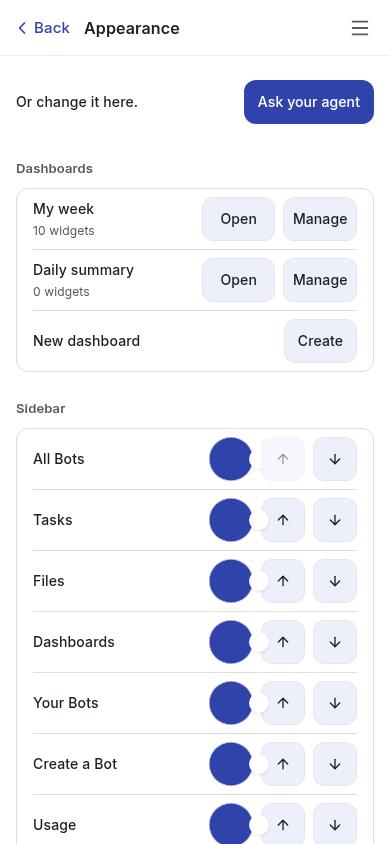 Back Appearance
Or change it here.
Ask your agent
Dashboards
My week
10 widgets
Open
Manage
Daily summary
0 widgets
Open
Manage
New dashboard
Create
Sidebar
All Bots
Tasks
Files
Dashboards
Your Bots
Create a Bot
Usage